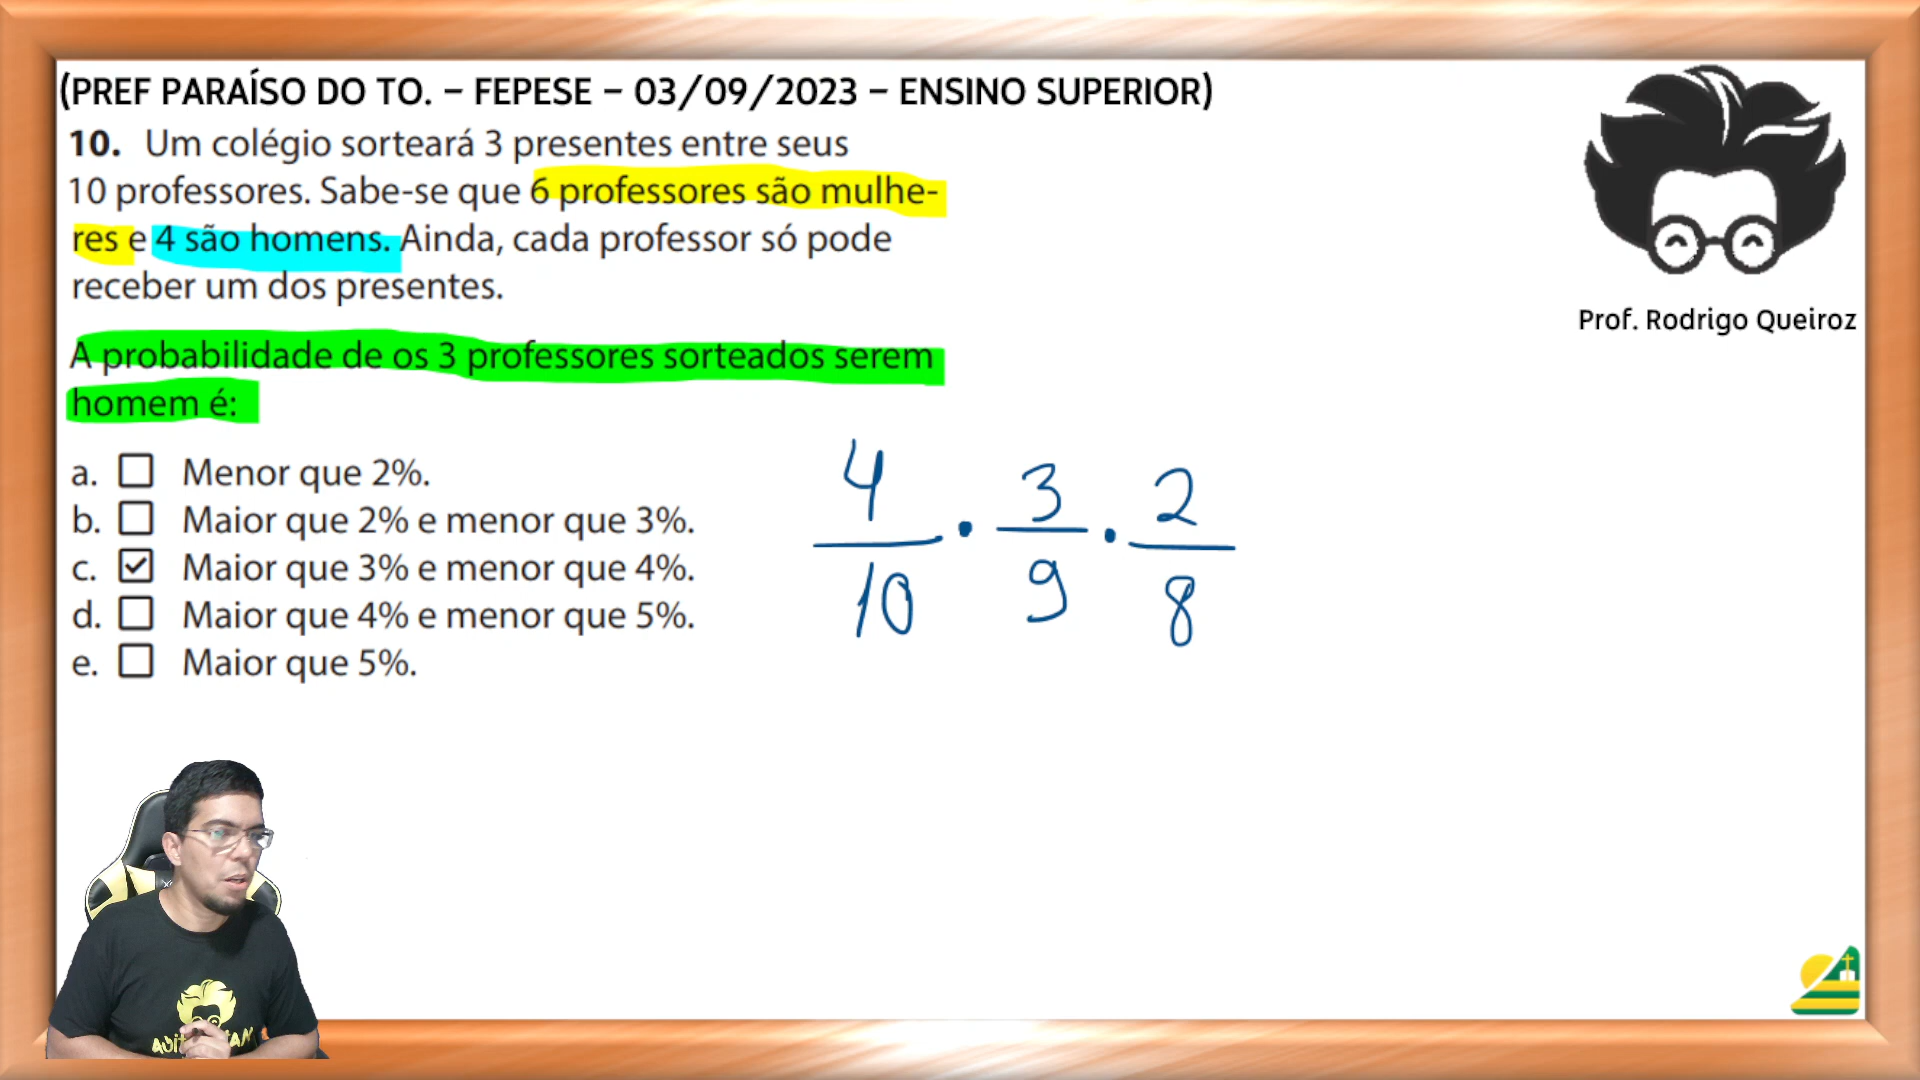 (PREF PARAÍSO DO TO. – FEPESE – 03/09/2023 – ENSINO SUPERIOR)
10. Um colégio sorteará 3 presentes entre seus
10 professores. Sabe-se que 6 professores são mulhe-
res e 4 são homens. Ainda, cada professor só pode
receber um dos presentes.
A probabilidade de os 3 professores sorteados serem
homem é:
a. ☐ Menor que 2%.
b. ☐ Maior que 2% e menor que 3%.
c. ☑ Maior que 3% e menor que 4%.
d. ☐ Maior que 4% e menor que 5%.
e. ☐ Maior que 5%.
4/10 · 3/9 · 2/8
Prof. Rodrigo Queiroz